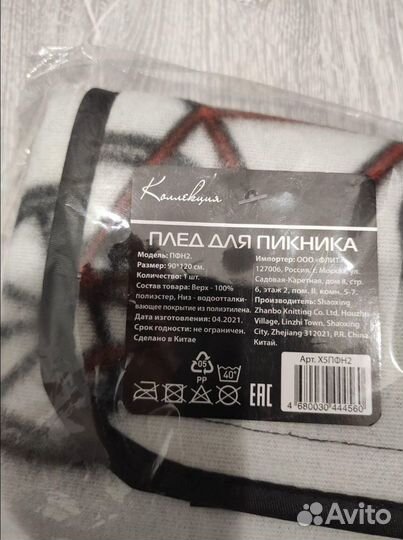 Коллекция
ПЛЕД ДЛЯ ПИКНИКА
Модель: ПФН2.
Размер: 90*120 см.
Количество: 1 шт.
Состав товара: Верх - 100%
полиэстер, Низ - водоотталки-
вающее покрытие из полиэтилена.
Дата изготовления: 04.2021.
Срок годности: не ограничен.
Сделано в Китае
Импортер: ООО «ФЛИТ»
127006, Россия, г. Москва, ул.
Садовая-Каретная, дом 8, стр.
6, этаж 2, пом. II, комн. 5-7.
Производитель: Shaoxing
Zhanbo Knitting Co. Ltd, Houzhi
Village, Linzhi Town, Shaoxing
City, Zhejiang 312021, P.R. China
Китай.
05
PP
40°
EAC
Арт. Х5ПФН2
4 680030 444560
Avito